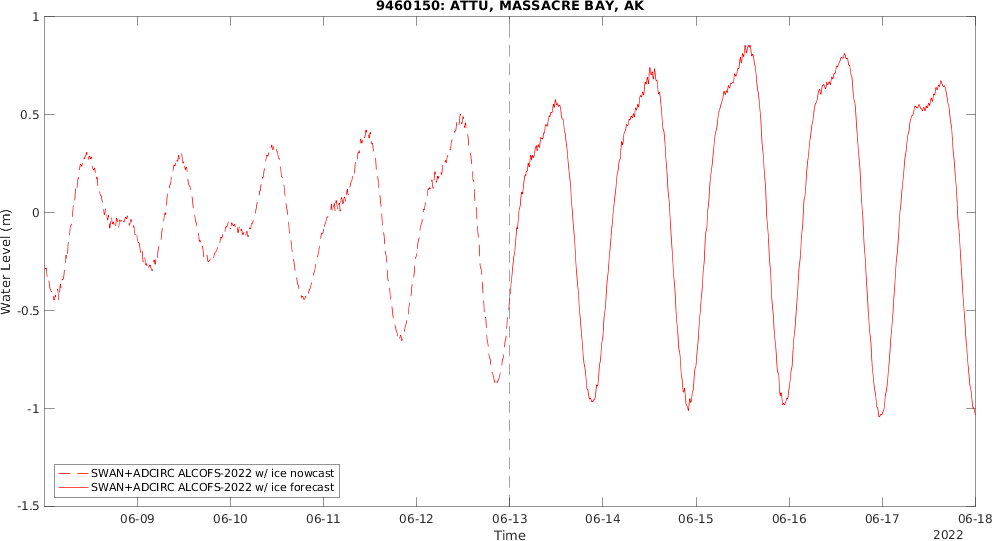 9460150: ATTU, MASSACRE BAY, AK
1
0.5
0
-0.5
-1
-1.5
Water Level (m)
SWAN+ADCIRC ALCOFS-2022 w/ ice nowcast
SWAN+ADCIRC ALCOFS-2022 w/ ice forecast
06-09 06-10 06-11 06-12 06-13 06-14 06-15 06-16 06-17 06-18
Time
2022